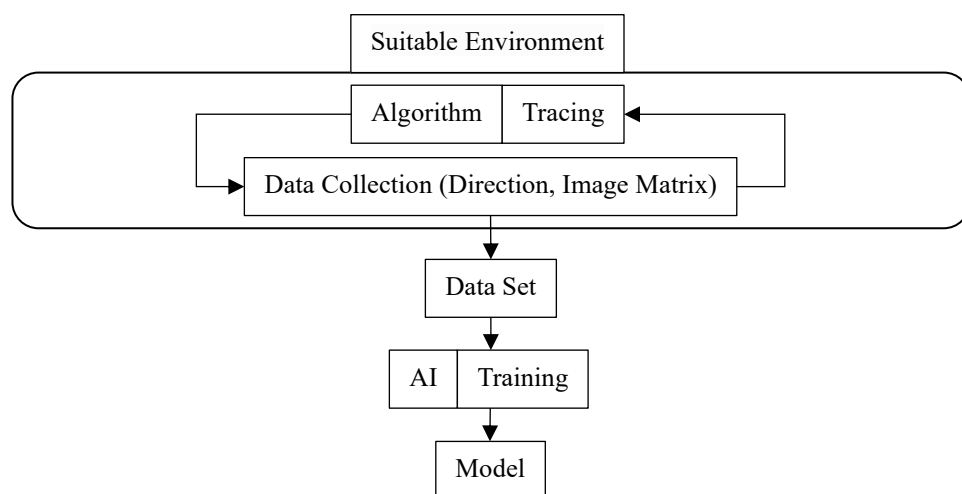 Suitable Environment
Algorithm Tracing
Data Collection (Direction, Image Matrix)
Data Set
AI Training
Model